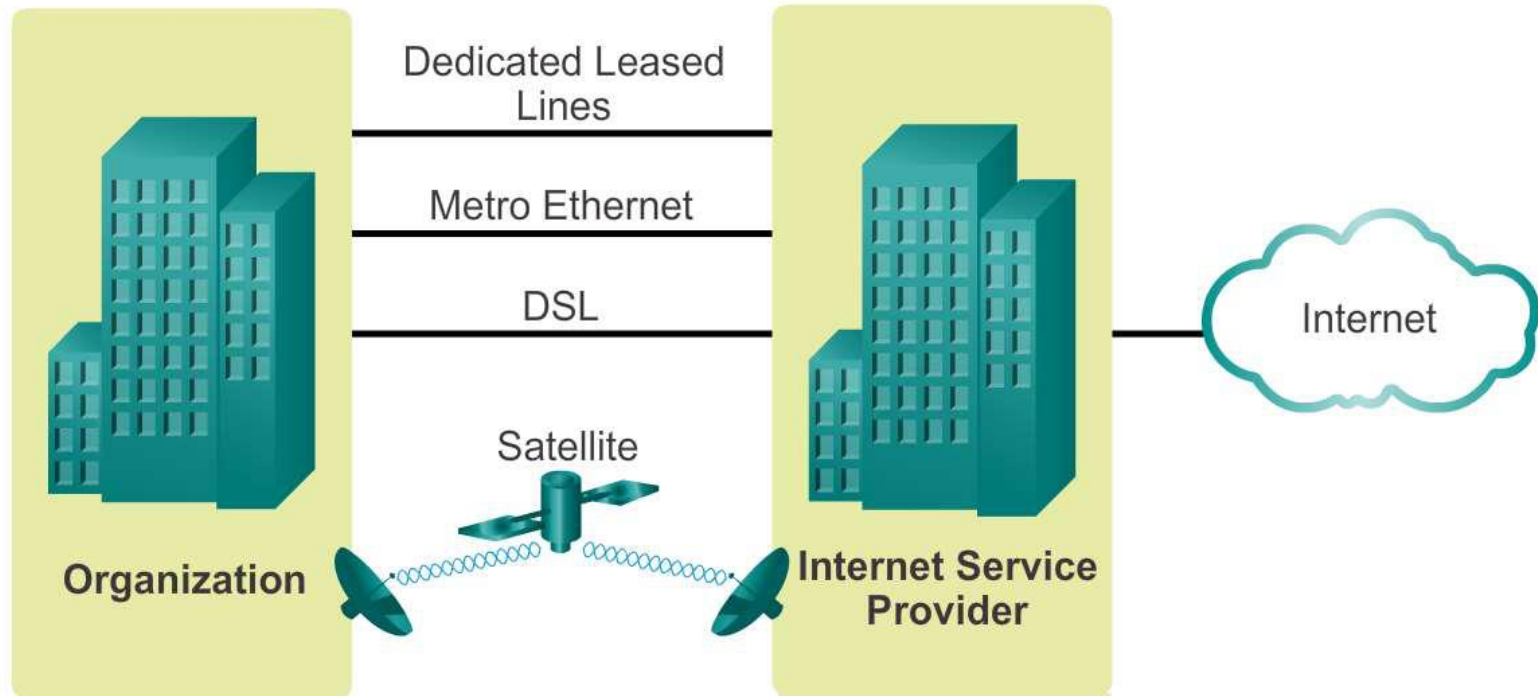 Dedicated Leased
Lines
Metro Ethernet
DSL
Satellite
Organization
Internet Service
Provider
Internet